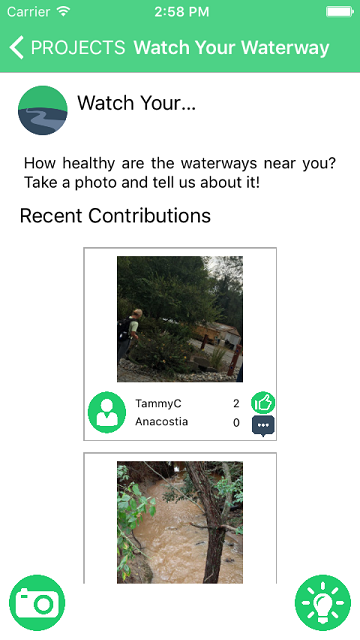 Carrier 2:58 PM
PROJECTS Watch Your Waterway
Watch Your...
How healthy are the waterways near you?
Take a photo and tell us about it!
Recent Contributions
TammyC 2
Anacostia 0